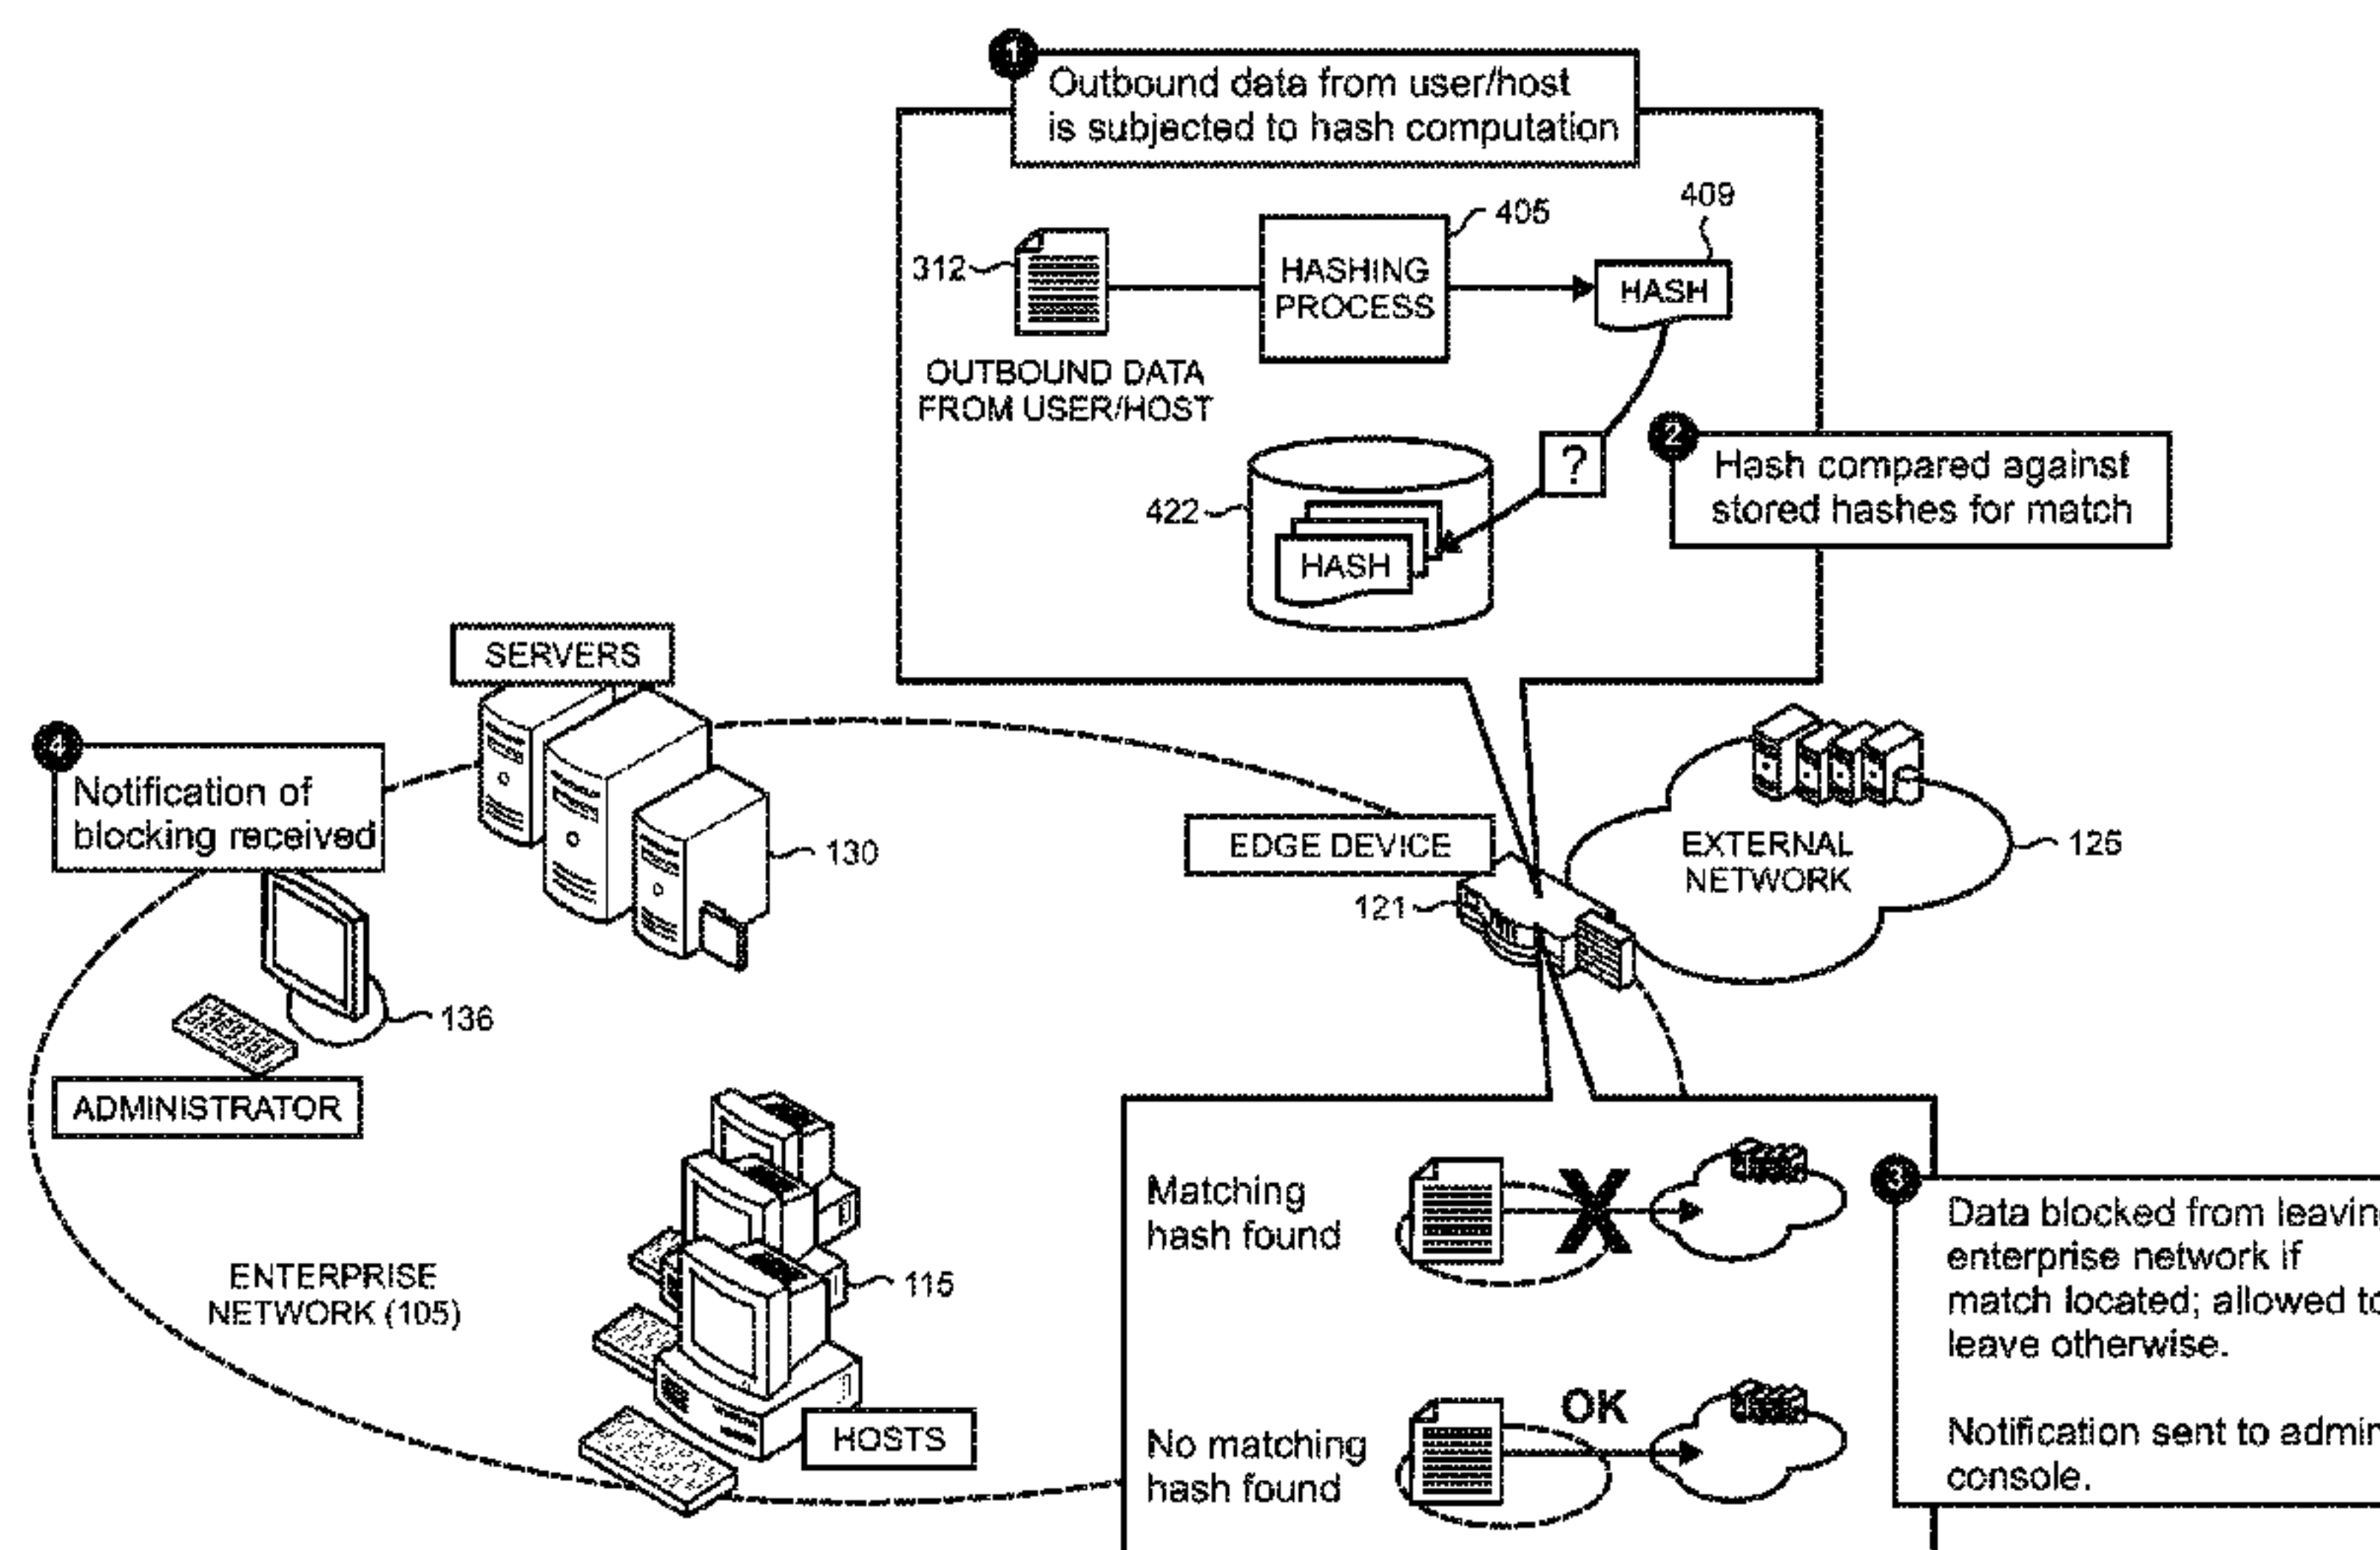 1
Outbound data from user/host
is subjected to hash computation
409
405
312
HASHING
PROCESS
HASH
OUTBOUND DATA
FROM USER/HOST
?
2
Hash compared against
stored hashes for match
422
HASH
SERVERS
4
Notification of
blocking received
130
EDGE DEVICE
121
EXTERNAL
NETWORK
126
136
ADMINISTRATOR
ENTERPRISE
NETWORK (105)
115
HOSTS
Matching
hash found
X
3
Data blocked from leaving
enterprise network if
match located; allowed to
leave otherwise.
No matching
hash found
OK
Notification sent to admin
console.